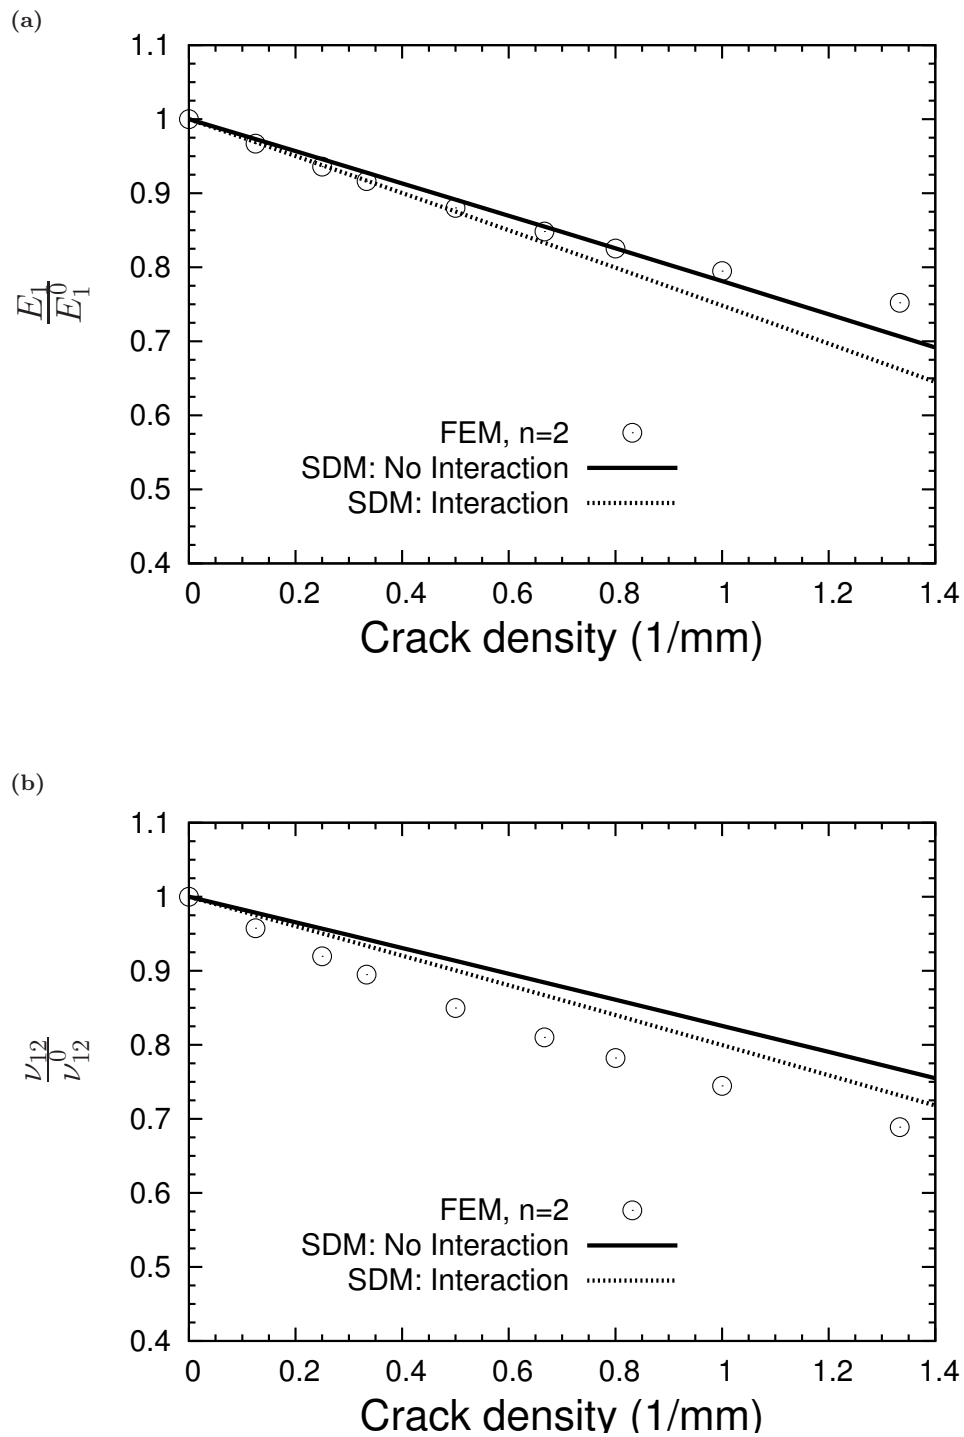 (a)
1.1
1
0.9
0.8
0.7
0.6
0.5
0.4
E₁/E₁⁰
FEM, n=2
SDM: No Interaction
SDM: Interaction
0 0.2 0.4 0.6 0.8 1 1.2 1.4
Crack density (1/mm)
(b)
1.1
1
0.9
0.8
0.7
0.6
0.5
0.4
ν₁₂/ν₁₂⁰
FEM, n=2
SDM: No Interaction
SDM: Interaction
0 0.2 0.4 0.6 0.8 1 1.2 1.4
Crack density (1/mm)